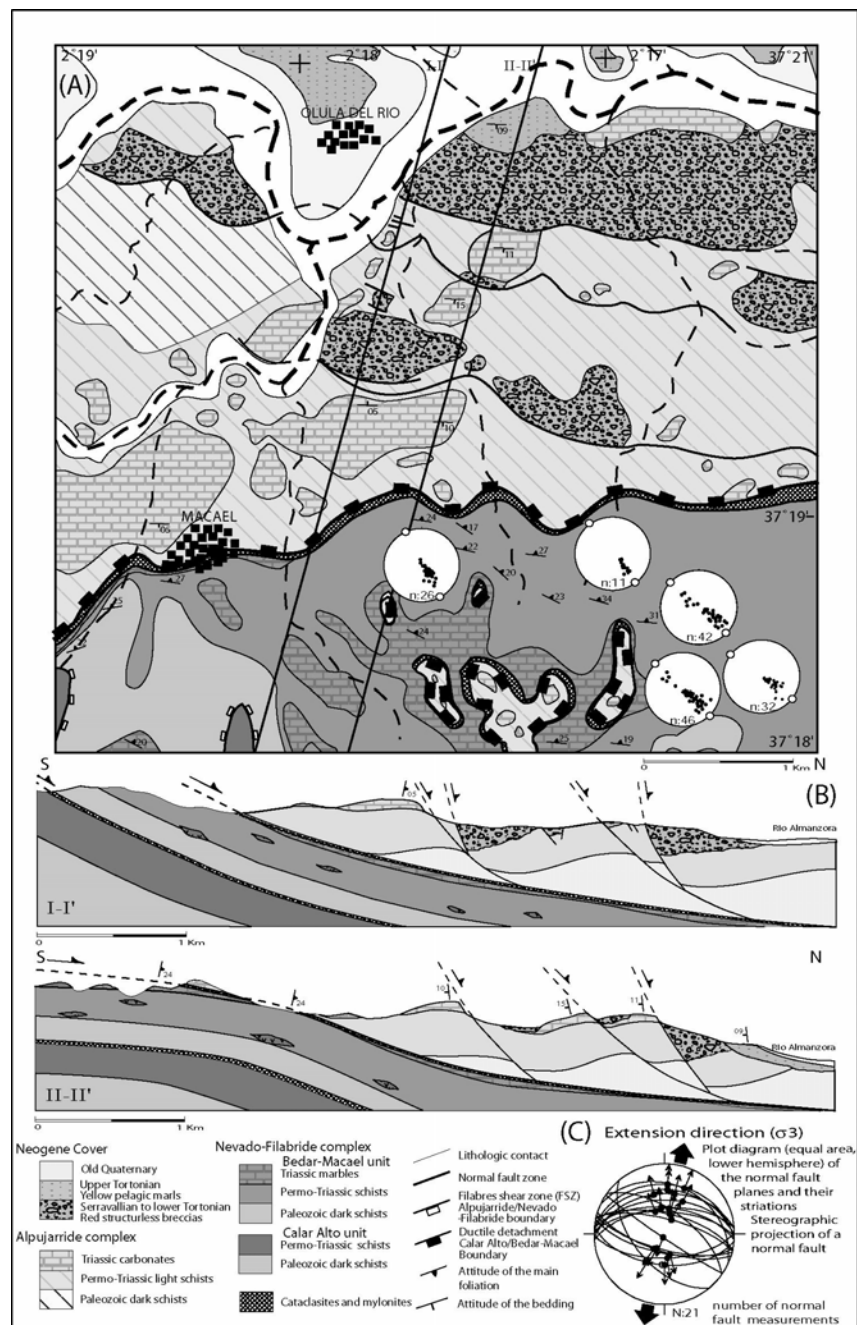 2°19'
2°18'
2°17'
37°21'
(A)
I-I'
II-II'
OLULA DEL RIO
09
11
15
05
10
05
MACAEL
37°19'
24
17
22
27
20
23
34
31
27
25
24
n:26
n:11
n:42
n:46
n:32
20
25
19
37°18'
0
1 Km
S
N
(B)
05
Río Almanzora
I-I'
0
1 Km
S
N
24
24
10
15
11
09
Río Almanzora
II-II'
0
1 Km
Neogene Cover
Old Quaternary
Upper Tortonian
Yellow pelagic marls
Serravallian to lower Tortonian
Red structureless breccias
Alpujarride complex
Triassic carbonates
Permo-Triassic light schists
Paleozoic dark schists
Nevado-Filabride complex
Bedar-Macael unit
Triassic marbles
Permo-Triassic schists
Paleozoic dark schists
Calar Alto unit
Permo-Triassic schists
Paleozoic dark schists
Cataclasites and mylonites
Lithologic contact
Normal fault zone
Filabres shear zone (FSZ)
Alpujarride/Nevado
-Filabride boundary
Ductile detachment
Calar Alto/Bedar-Macael
Boundary
Attitude of the main
foliation
Attitude of the bedding
(C)
Extension direction (σ3)
Plot diagram (equal area,
lower hemisphere) of
the normal fault
planes and their
striations
Stereographic
projection of a
normal fault
N:21
number of normal
fault measurements